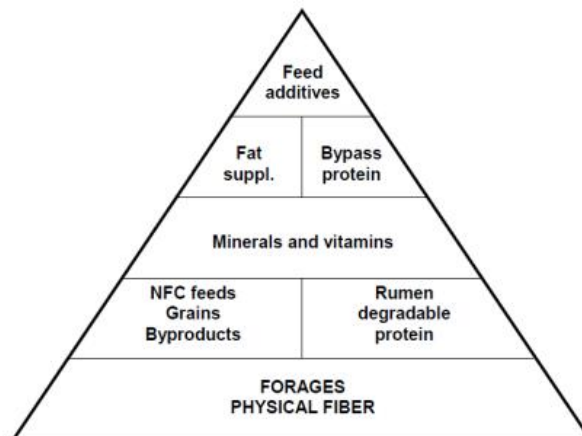 Feed
additives
Fat
suppl.
Bypass
protein
Minerals and vitamins
NFC feeds
Grains
Byproducts
Rumen
degradable
protein
FORAGES
PHYSICAL FIBER